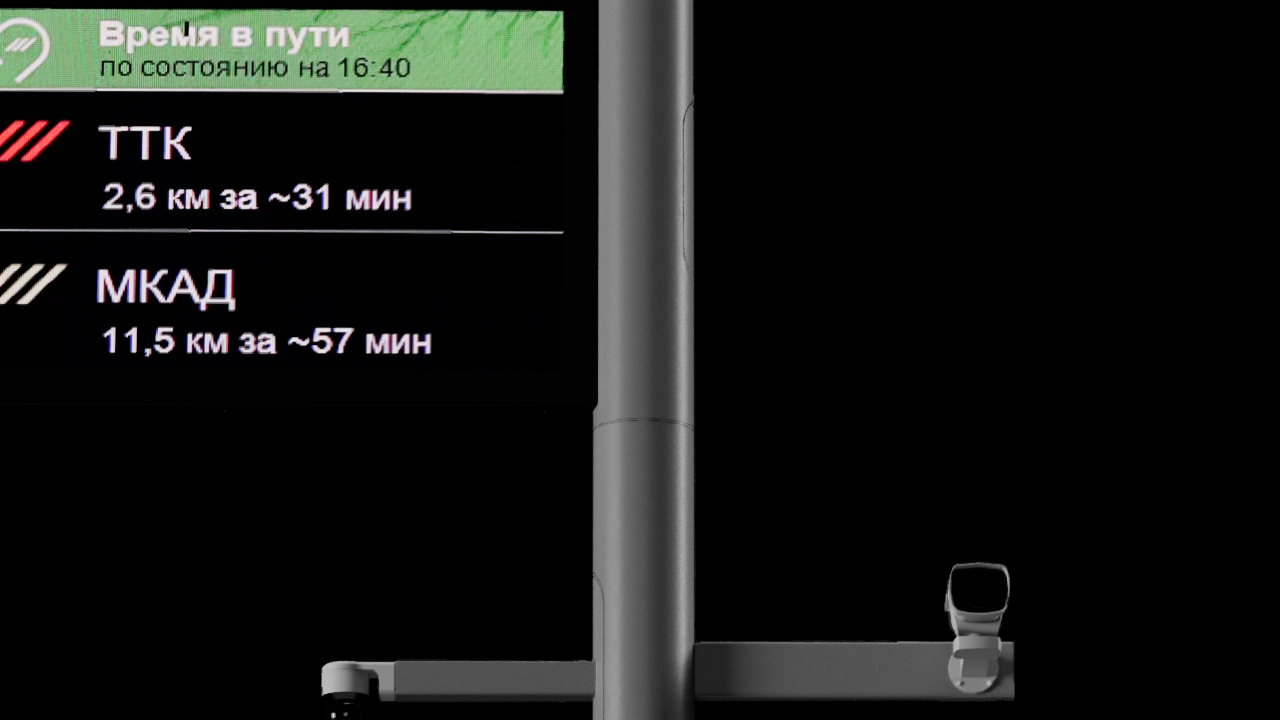 Время в пути
по состоянию на 16:40
ТТК
2,6 км за ~31 мин
МКАД
11,5 км за ~57 мин